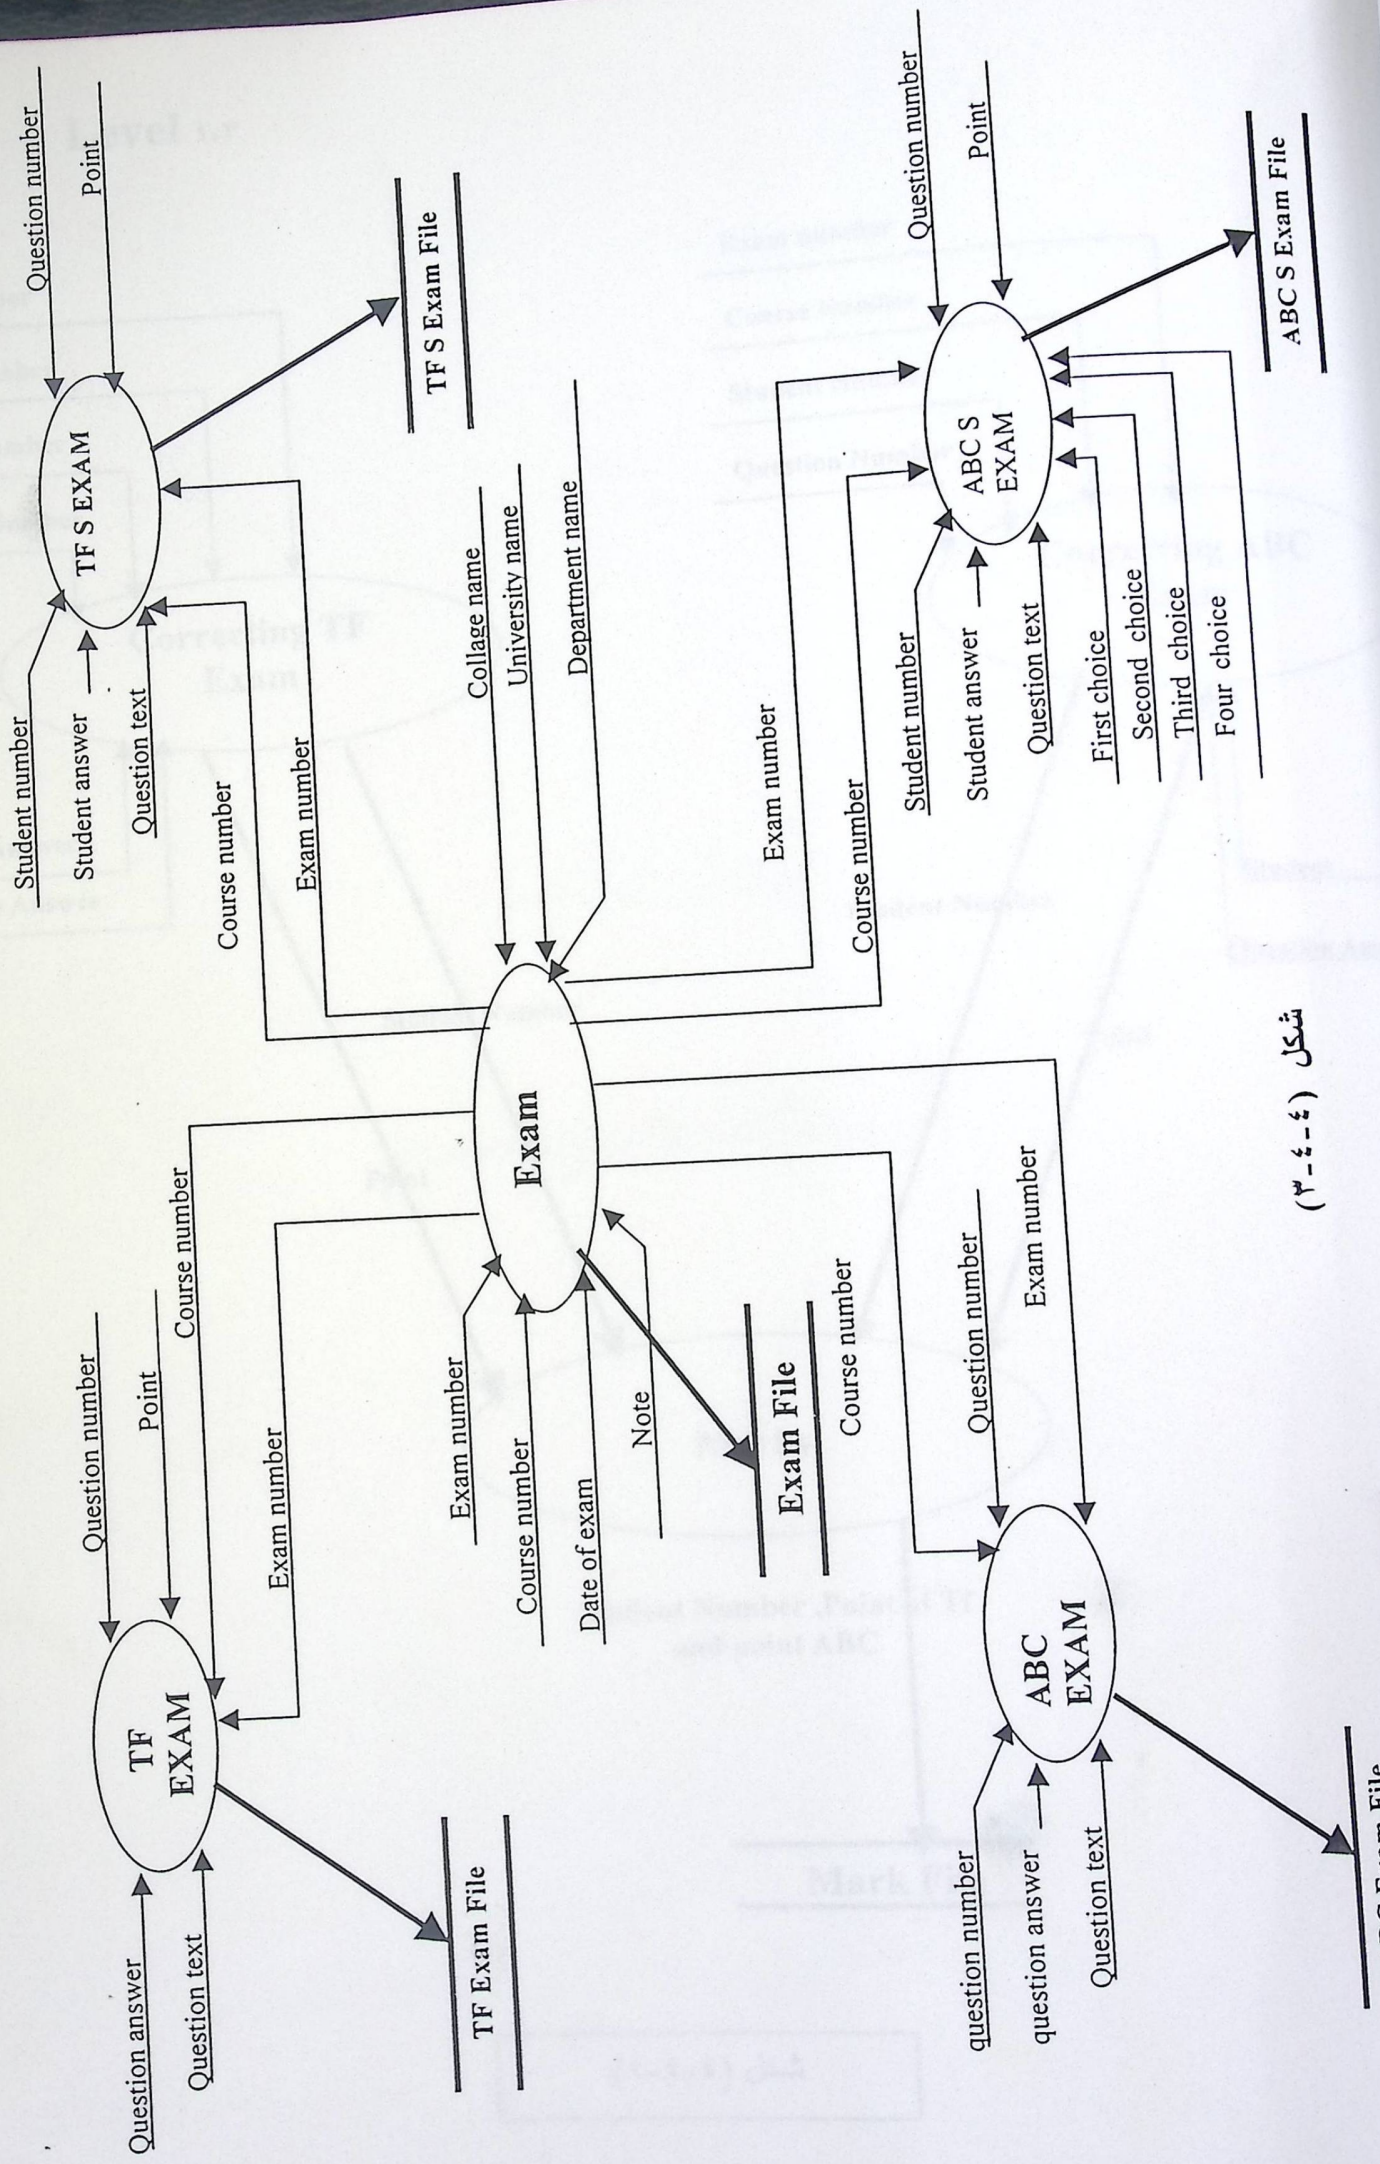 Question number
Point
TF
EXAM
Question answer
Question text
Course number
Exam number
TF Exam File
Student number
Student answer
Question text
Question number
Point
TF S EXAM
Course number
Exam number
TF S Exam File
Collage name
University name
Department name
Exam
Exam number
Course number
Date of exam
Note
Exam File
Exam number
Course number
Course number
Question number
Exam number
ABC
EXAM
question number
question answer
Question text
Question number
Point
ABC S
EXAM
Student number
Student answer
Question text
First choice
Second choice
Third choice
Four choice
ABC S Exam File
Exam File
شكل (٤-٤-٣)